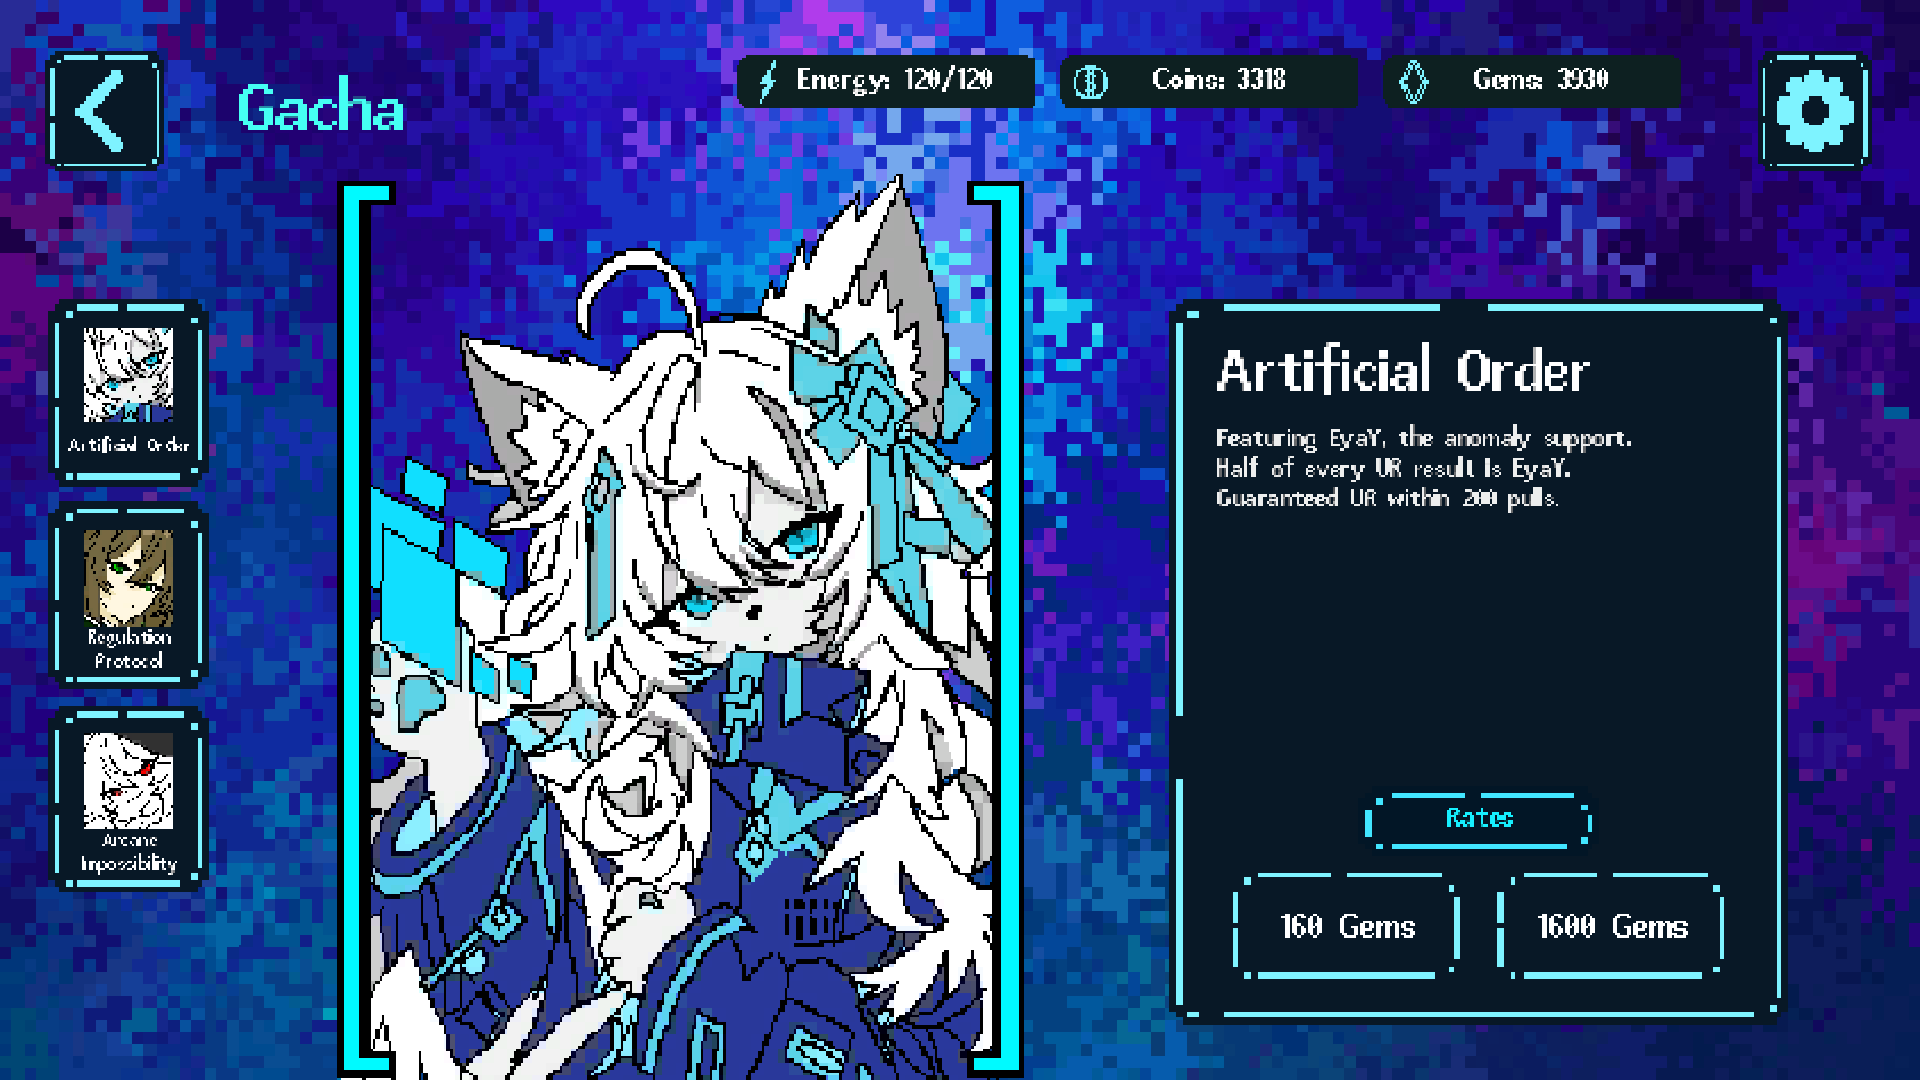 Gacha
Energy: 120/120
Coins: 3318
Gems: 3930
Artificial Order
Regulation
Protocol
Arcane
Impossibility
Artificial Order
Featuring EyaY, the anomaly support.
Half of every UR result is EyaY.
Guaranteed UR within 200 pulls.
Rates
160 Gems
1600 Gems